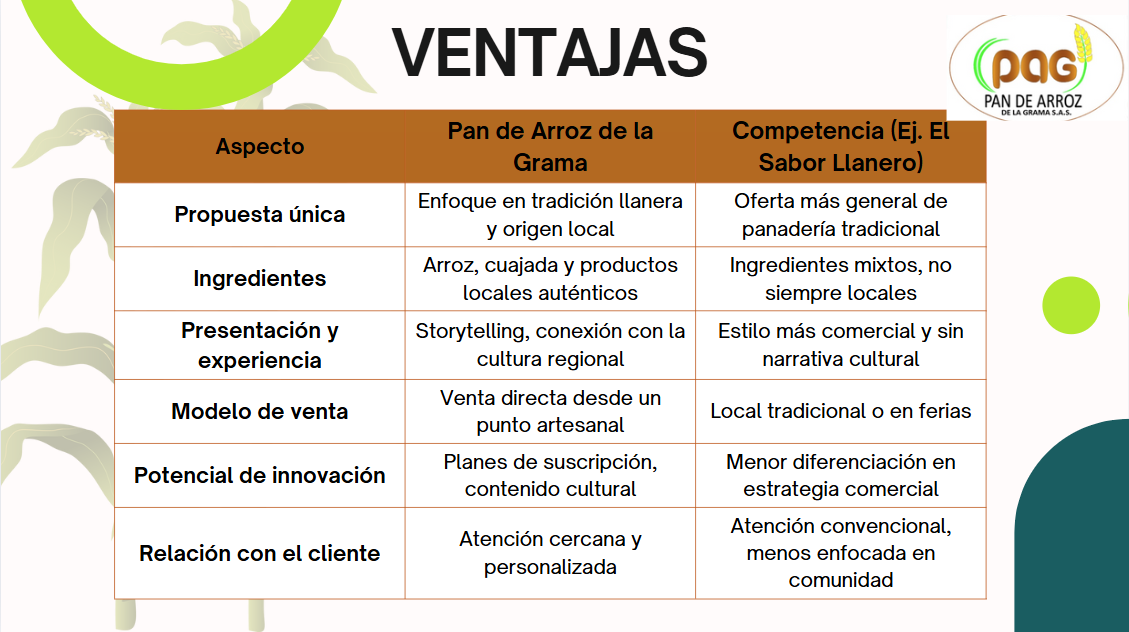 VENTAJAS
pag
PAN DE ARROZ
DE LA GRAMA S.A.S.
Aspecto
Pan de Arroz de la
Grama
Competencia (Ej. El
Sabor Llanero)
Propuesta única
Enfoque en tradición llanera
y origen local
Oferta más general de
panadería tradicional
Ingredientes
Arroz, cuajada y productos
locales auténticos
Ingredientes mixtos, no
siempre locales
Presentación y
experiencia
Storytelling, conexión con la
cultura regional
Estilo más comercial y sin
narrativa cultural
Modelo de venta
Venta directa desde un
punto artesanal
Local tradicional o en ferias
Potencial de innovación
Planes de suscripción,
contenido cultural
Menor diferenciación en
estrategia comercial
Relación con el cliente
Atención cercana y
personalizada
Atención convencional,
menos enfocada en
comunidad